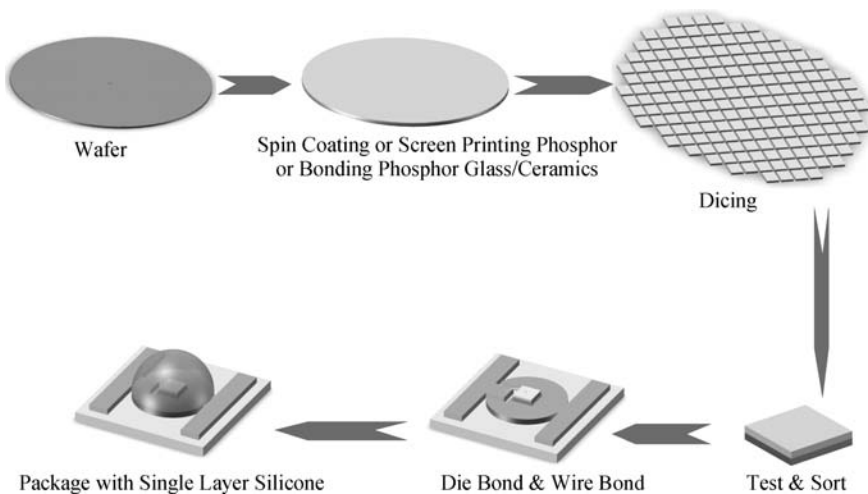 Wafer
Spin Coating or Screen Printing Phosphor
or Bonding Phosphor Glass/Ceramics
Dicing
Package with Single Layer Silicone
Die Bond & Wire Bond
Test & Sort